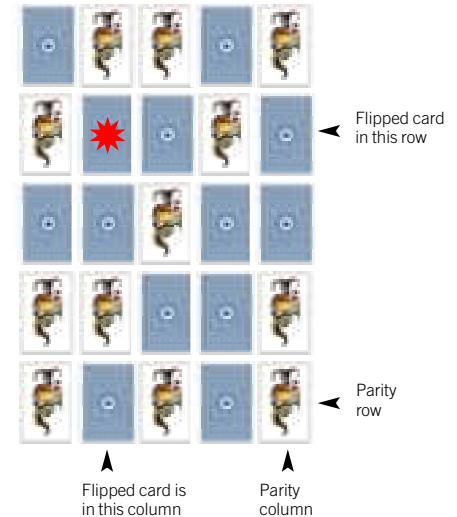 Flipped card
in this row
Parity
row
Flipped card is
in this column
Parity
column